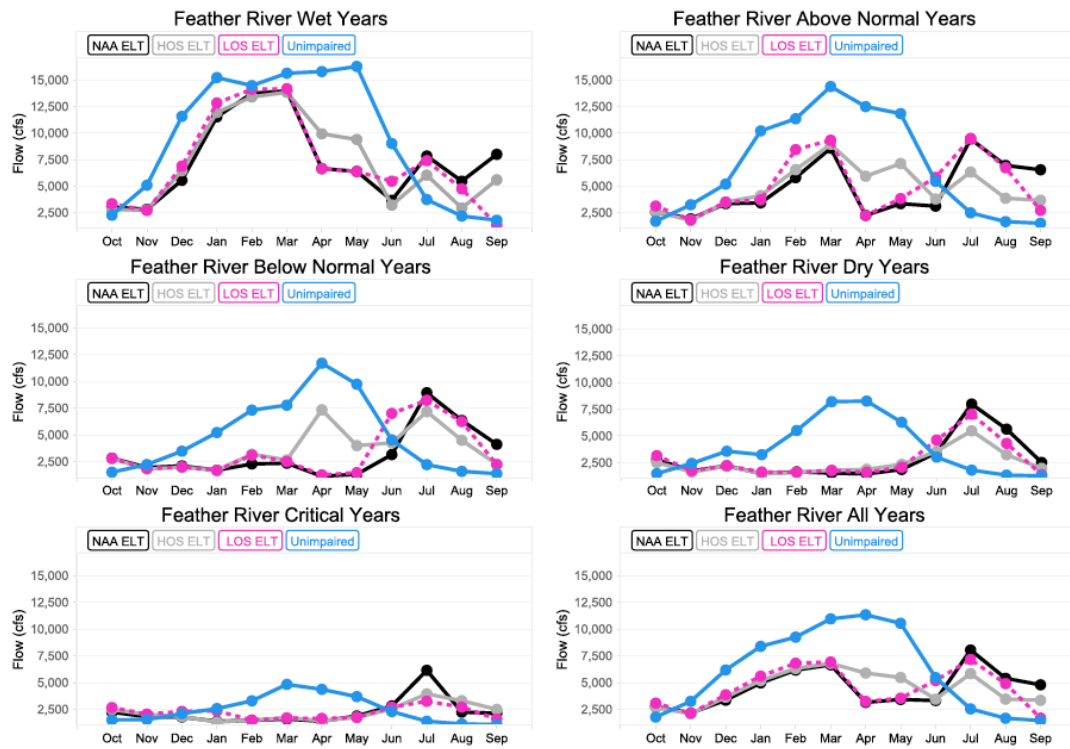 Feather River Wet Years
NAA ELT HOS ELT LOS ELT Unimpaired
15,000
12,500
10,000
7,500
5,000
2,500
Flow (cfs)
Oct Nov Dec Jan Feb Mar Apr May Jun Jul Aug Sep
Feather River Above Normal Years
NAA ELT HOS ELT LOS ELT Unimpaired
15,000
12,500
10,000
7,500
5,000
2,500
Flow (cfs)
Oct Nov Dec Jan Feb Mar Apr May Jun Jul Aug Sep
Feather River Below Normal Years
NAA ELT HOS ELT LOS ELT Unimpaired
15,000
12,500
10,000
7,500
5,000
2,500
Flow (cfs)
Oct Nov Dec Jan Feb Mar Apr May Jun Jul Aug Sep
Feather River Dry Years
NAA ELT HOS ELT LOS ELT Unimpaired
15,000
12,500
10,000
7,500
5,000
2,500
Flow (cfs)
Oct Nov Dec Jan Feb Mar Apr May Jun Jul Aug Sep
Feather River Critical Years
NAA ELT HOS ELT LOS ELT Unimpaired
15,000
12,500
10,000
7,500
5,000
2,500
Flow (cfs)
Oct Nov Dec Jan Feb Mar Apr May Jun Jul Aug Sep
Feather River All Years
NAA ELT HOS ELT LOS ELT Unimpaired
15,000
12,500
10,000
7,500
5,000
2,500
Flow (cfs)
Oct Nov Dec Jan Feb Mar Apr May Jun Jul Aug Sep